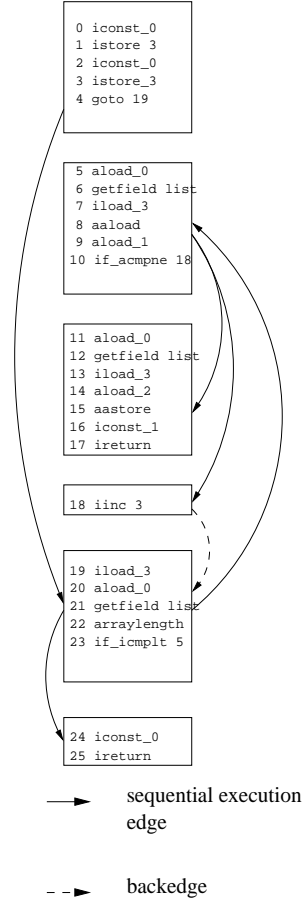 0 iconst_0
1 istore 3
2 iconst_0
3 istore_3
4 goto 19
5 aload_0
6 getfield list
7 iload_3
8 aaload
9 aload_1
10 if_acmpne 18
11 aload_0
12 getfield list
13 iload_3
14 aload_2
15 aastore
16 iconst_1
17 ireturn
18 iinc 3
19 iload_3
20 aload_0
21 getfield list
22 arraylength
23 if_icmplt 5
24 iconst_0
25 ireturn
sequential execution
edge
backedge